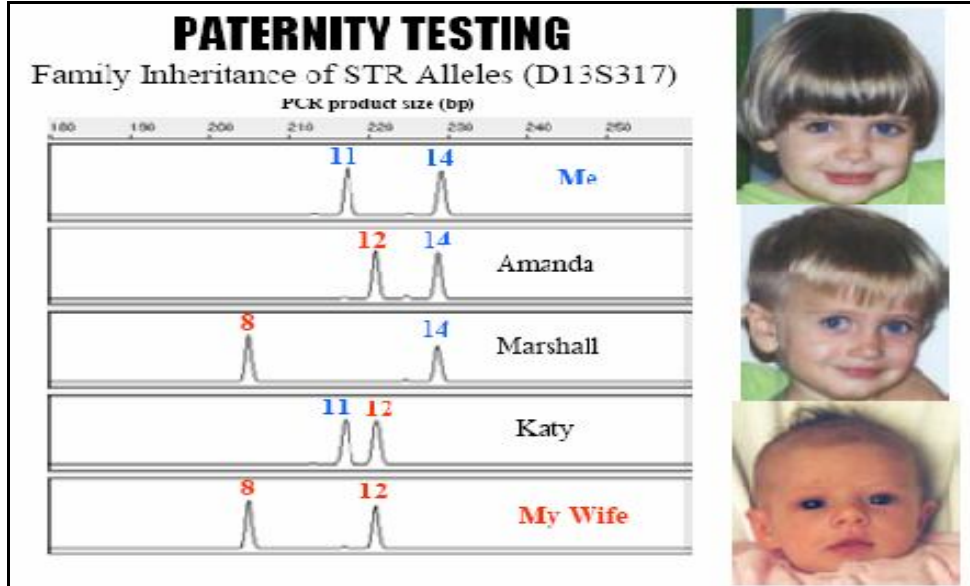 PATERNITY TESTING
Family Inheritance of STR Alleles (D13S317)
PCR product size (bp)
180 190 200 210 220 230 240 250
11 14 Me
12 14 Amanda
8 14 Marshall
11 12 Katy
8 12 My Wife